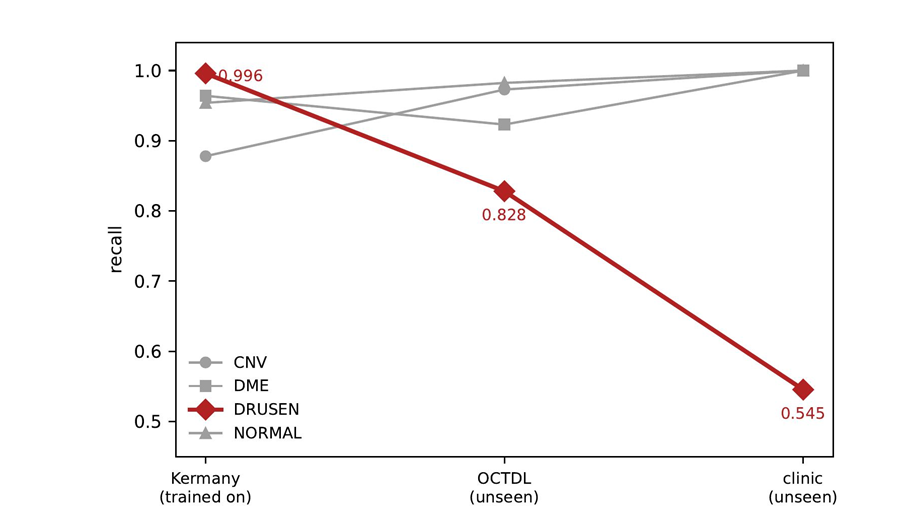 1.0
0.9
0.8
0.7
0.6
0.5
recall
0.996
0.828
0.545
CNV
DME
DRUSEN
NORMAL
Kermany
(trained on)
OCTDL
(unseen)
clinic
(unseen)